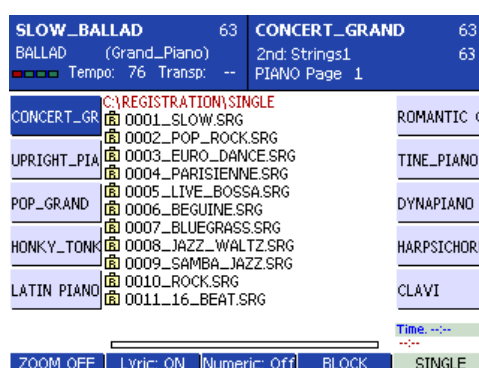 SLOW_BALLAD 63
BALLAD (Grand_Piano)
Tempo: 76 Transp: --
CONCERT_GRAND 63
2nd: Strings1 63
PIANO Page 1
CONCERT_GR
UPRIGHT_PIA
POP_GRAND
HONKY_TONK
LATIN PIANO
C:\REGISTRATION\SINGLE
R 0001_SLOW.SRG
R 0002_POP_ROCK.SRG
R 0003_EURO_DANCE.SRG
R 0004_PARISIENNE.SRG
R 0005_LIVE_BOSSA.SRG
R 0006_BEGUINE.SRG
R 0007_BLUEGRASS.SRG
R 0008_JAZZ_WALTZ.SRG
R 0009_SAMBA_JAZZ.SRG
R 0010_ROCK.SRG
R 0011_16_BEAT.SRG
ROMANTIC
TINE_PIANO
DYNAPIANO
HARPSICHOR
CLAVI
Time. --:--
--:--
ZOOM OFF Lyric: ON Numeric: Off BLOCK SINGLE